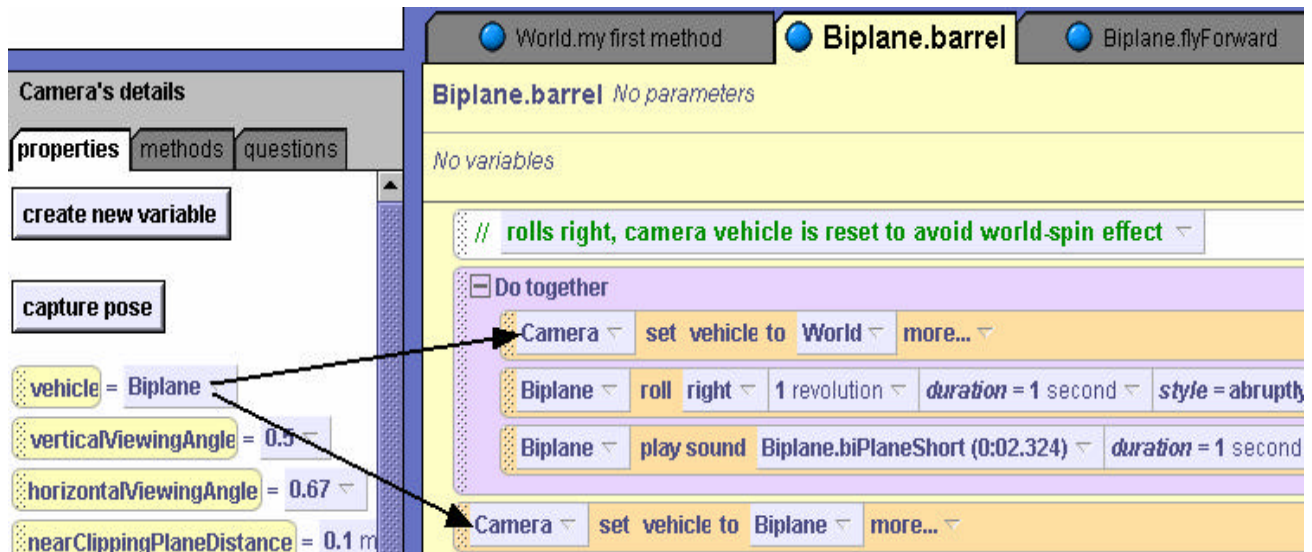 World.my first method
Biplane.barrel
Biplane.flyForward
Camera's details
properties
methods
questions
create new variable
capture pose
vehicle = Biplane
verticalViewingAngle = 0.5
horizontalViewingAngle = 0.67
nearClippingPlaneDistance = 0.1 m
Biplane.barrel No parameters
No variables
// rolls right, camera vehicle is reset to avoid world-spin effect
Do together
Camera set vehicle to World more...
Biplane roll right 1 revolution duration = 1 second style = abruptly
Biplane play sound Biplane.biPlaneShort (0:02.324) duration = 1 second
Camera set vehicle to Biplane more...